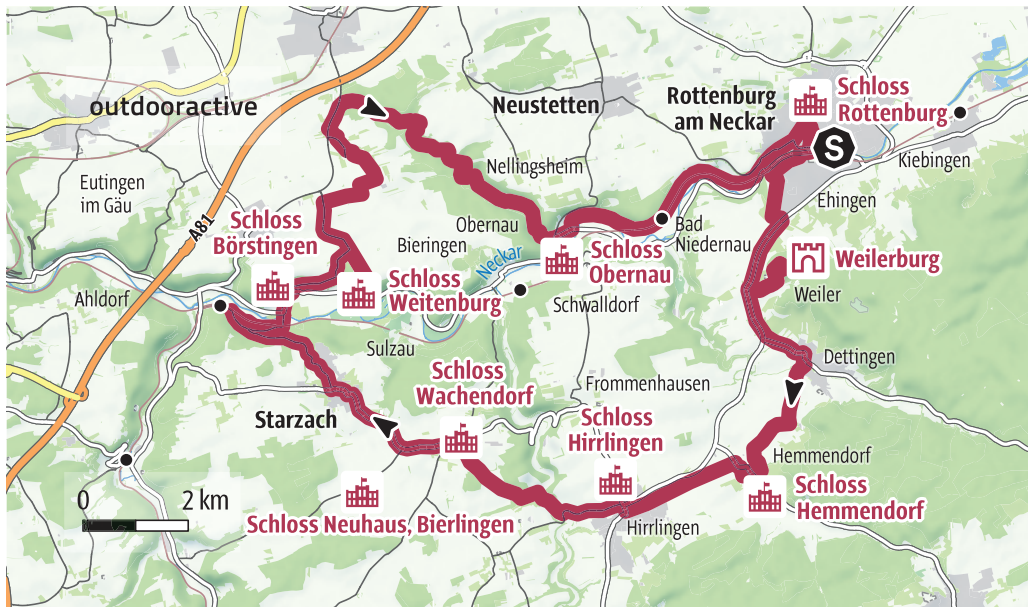 outdooractive
Neustetten
Rottenburg
am Neckar
Schloss
Rottenburg
S
Kiebingen
Nellingsheim
Eutingen
im Gäu
Ehingen
A81
Schloss
Börstingen
Obernau
Bieringen
Bad
Niedernau
Neckar
Schloss
Obernau
Weilerburg
Schloss
Weitenburg
Weiler
Ahldorf
Schwalldorf
Sulzau
Dettingen
Schloss
Wachendorf
Frommenhausen
Starzach
Schloss
Hirrlingen
Hemmendorf
0
2 km
Schloss
Hemmendorf
Schloss Neuhaus, Bierlingen
Hirrlingen